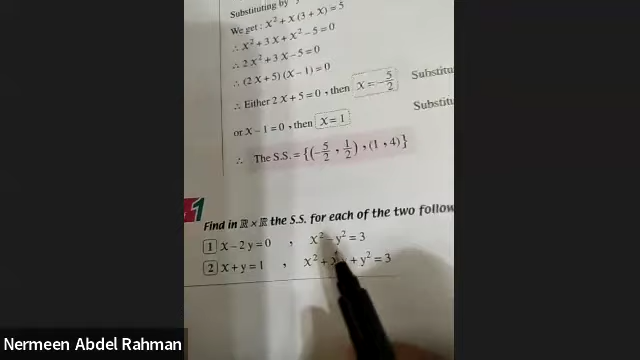 Substituting by
We get : x² + x (3 + x) = 5
∴ x² + 3 x + x² − 5 = 0
∴ 2 x² + 3 x − 5 = 0
∴ (2 x + 5) (x − 1) = 0
∴ Either 2 x + 5 = 0 , then x = − 5/2
or x − 1 = 0 , then x = 1
∴ The S.S. = {(− 5/2 , 1/2) , (1 , 4)}
1
Find in ℝ × ℝ the S.S. for each of the two
1 x − 2 y = 0 , x² − y² = 3
2 x + y = 1 , x² + + y² = 3
Nermeen Abdel Rahman